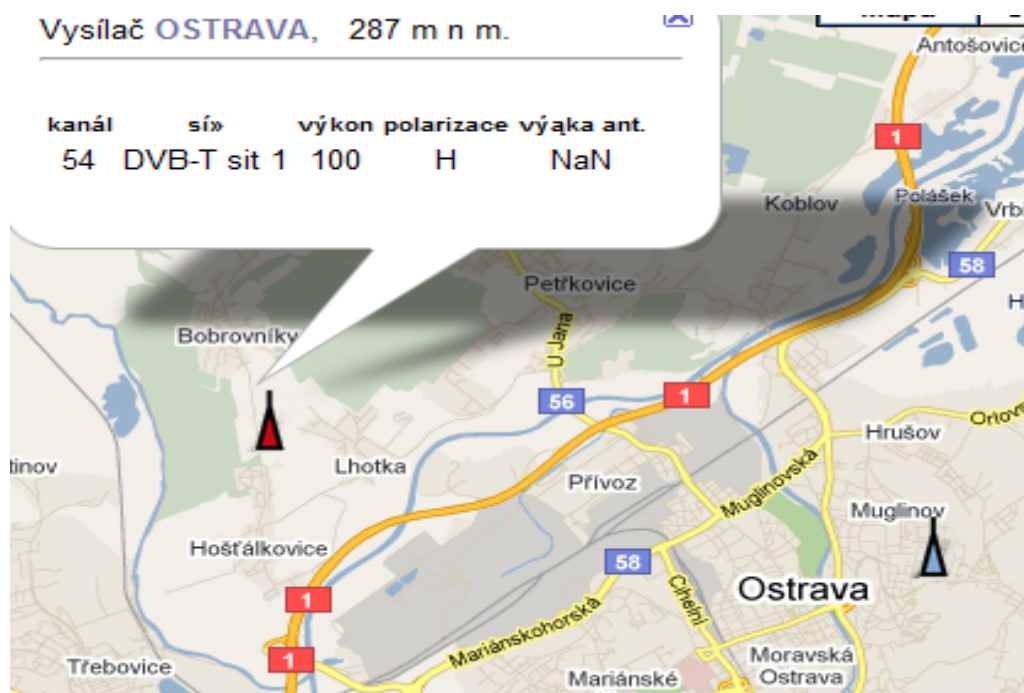 Vysílač OSTRAVA, 287 m n m.
kanál sí» výkon polarizace výąka ant.
54 DVB-T sit 1 100 H NaN
Antošovice
1
Koblov
Polášek
58
Petřkovice
Bobrovníky
U Jana
56
1
Hrušov
Lhotka
Přívoz
Muglinovská
Muglinov
Hošťálkovice
58
Ostrava
1
Cihelní
Mariánskohorská
1
Třebovice
Moravská
Ostrava
Mariánské